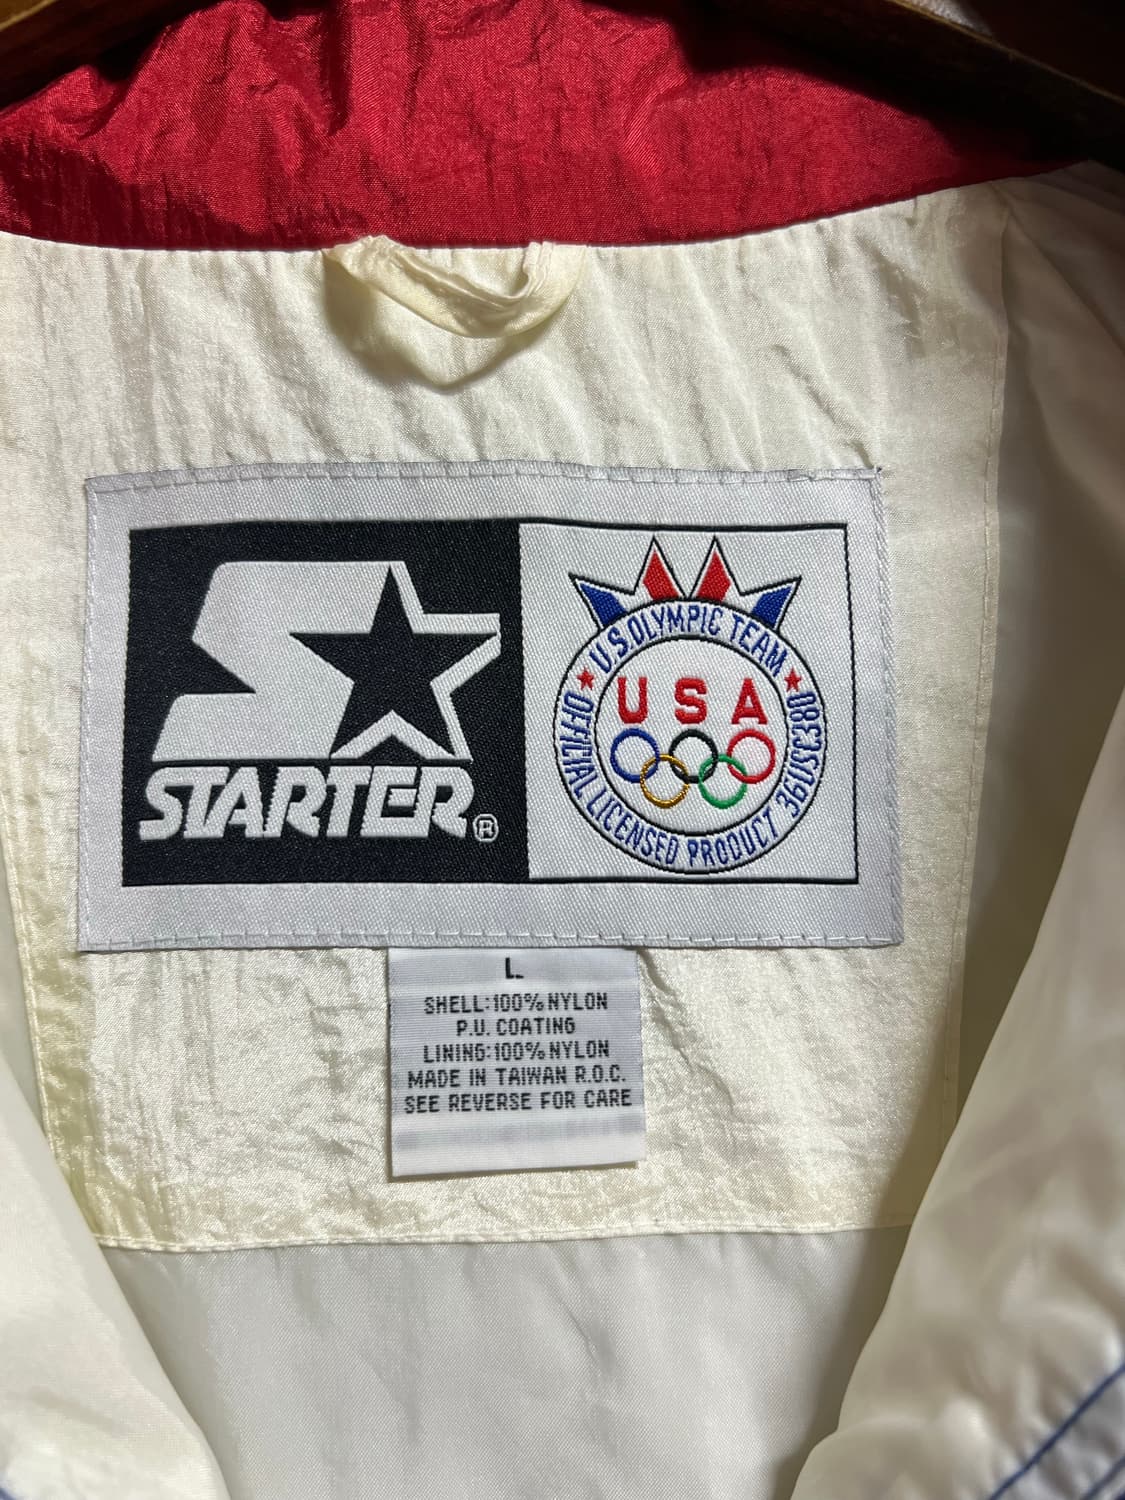 STARTER®
U.S. OLYMPIC TEAM
USA
OFFICIAL LICENSED PRODUCT 36USC380
L
SHELL:100% NYLON
P.U. COATING
LINING:100% NYLON
MADE IN TAIWAN R.O.C.
SEE REVERSE FOR CARE